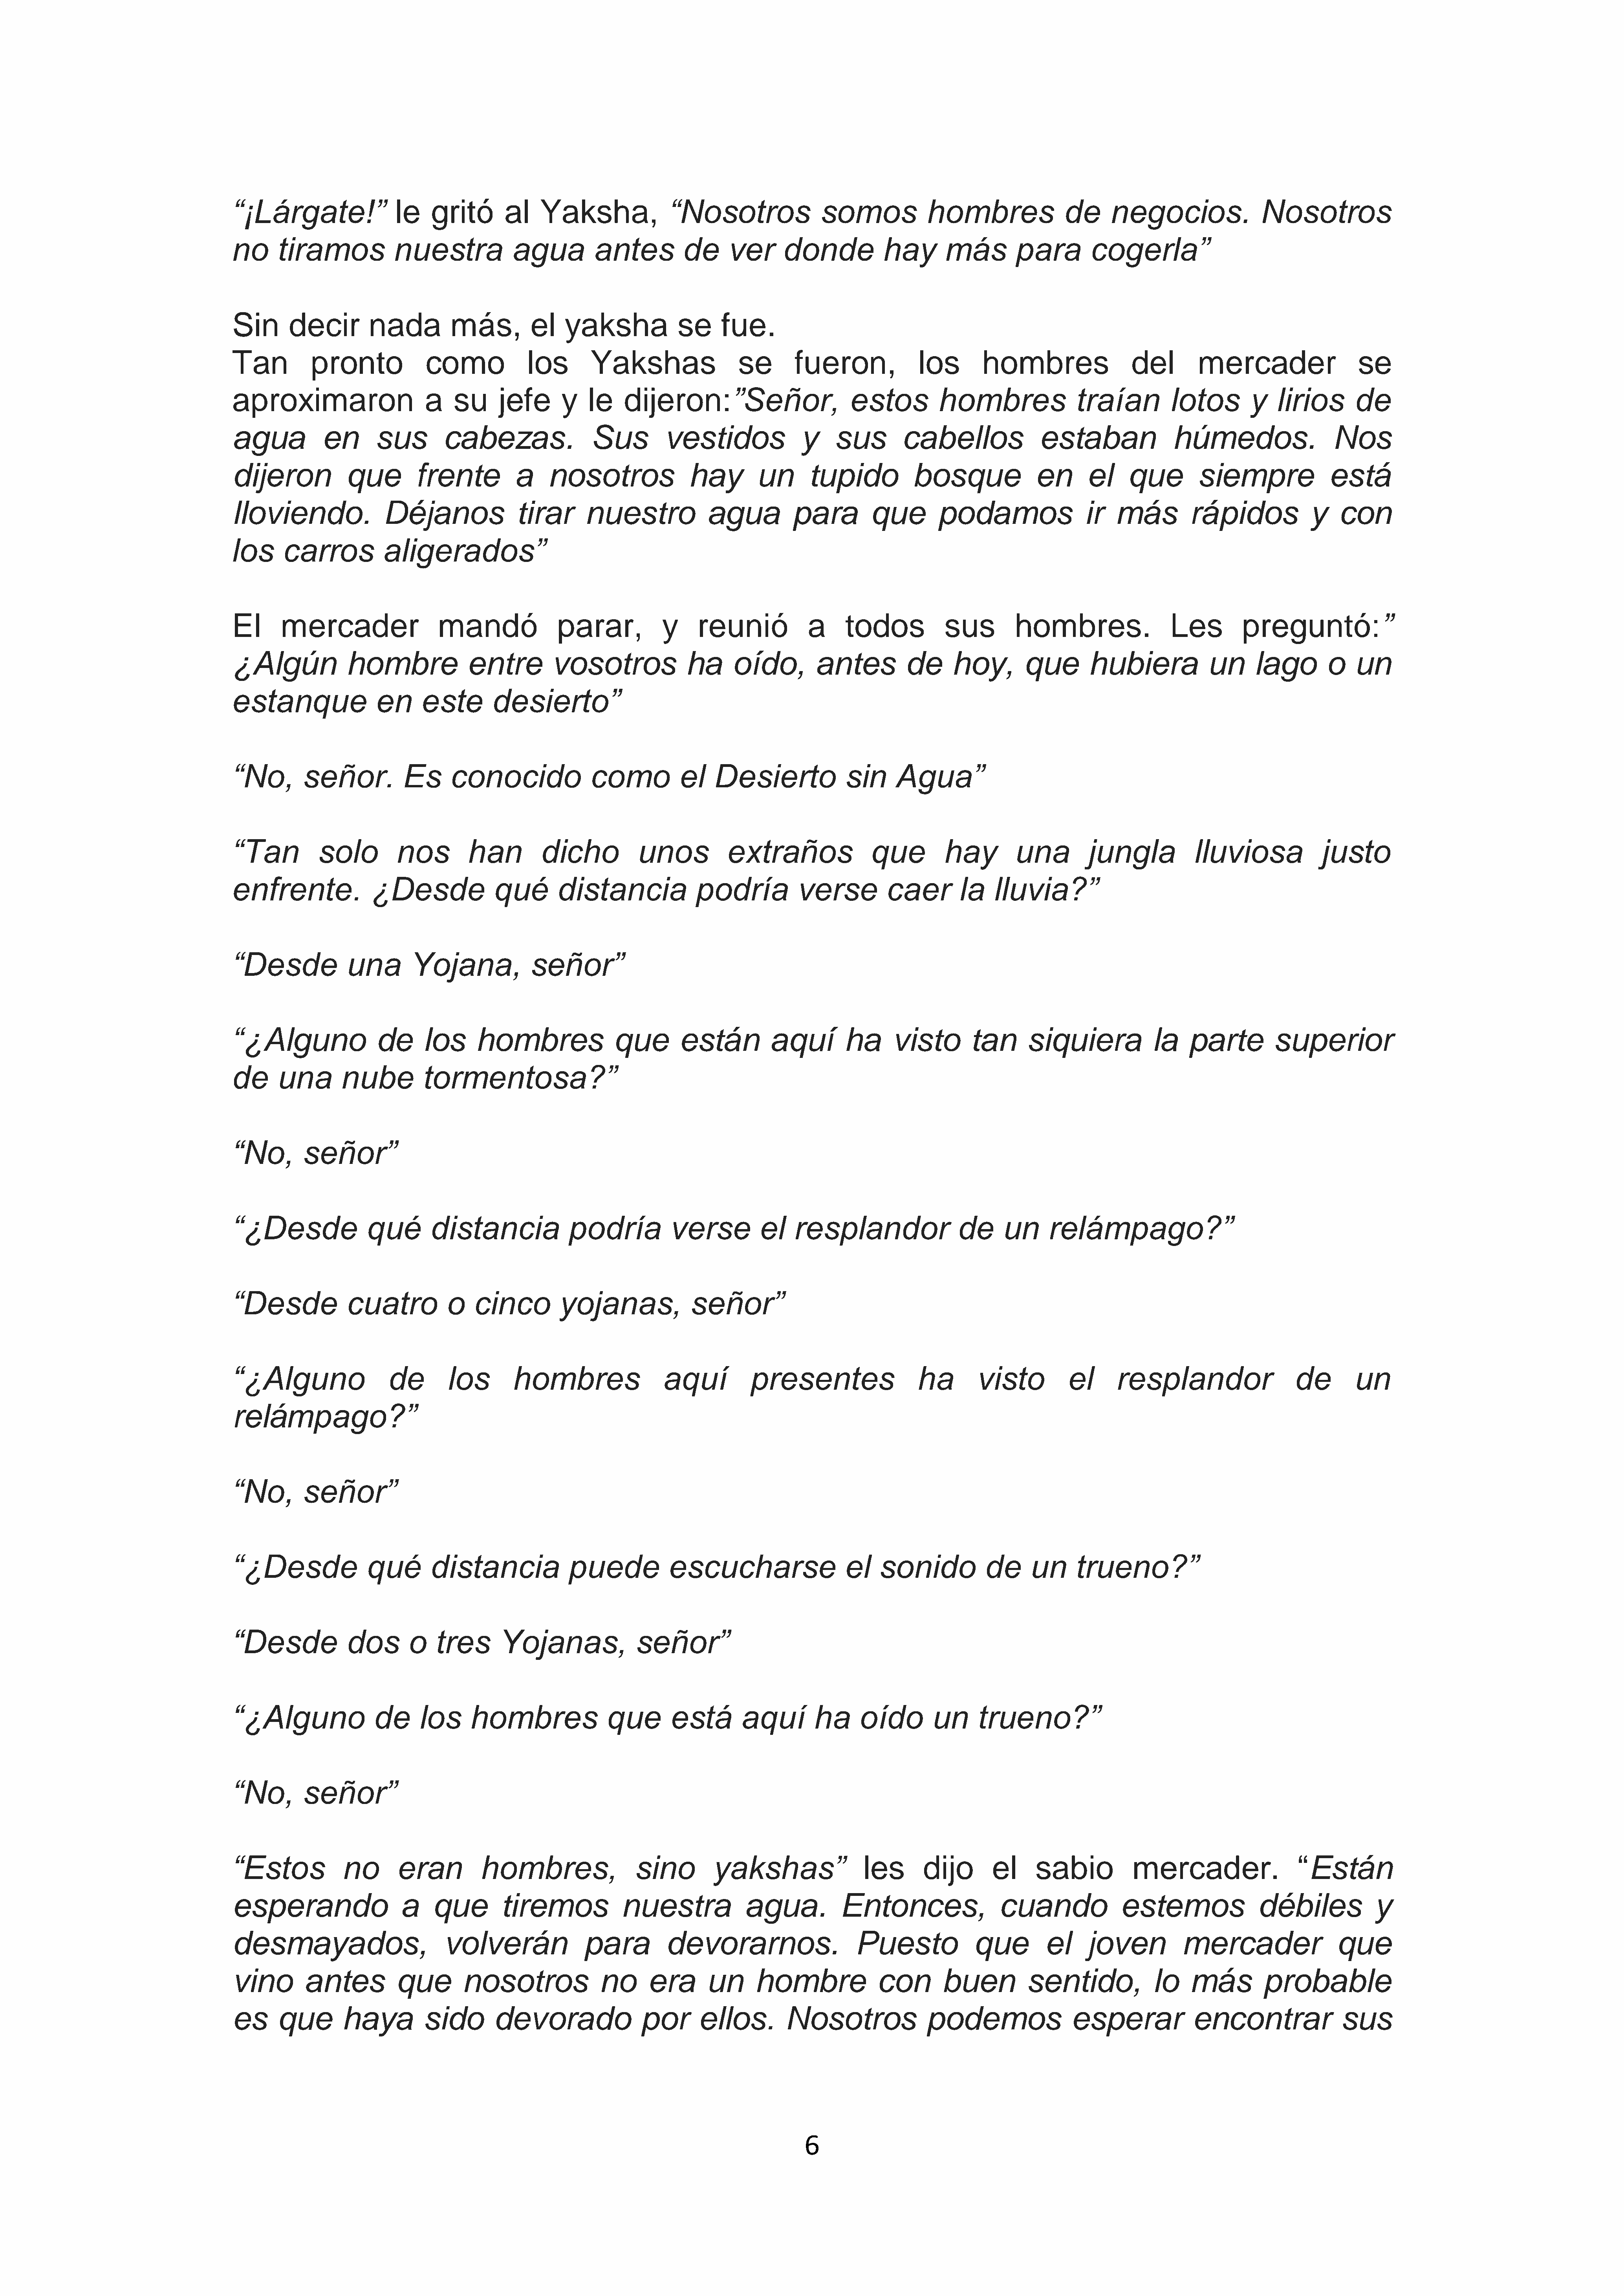 “¡Lárgate!” le gritó al Yaksha, “Nosotros somos hombres de negocios. Nosotros
no tiramos nuestra agua antes de ver donde hay más para cogerla”
Sin decir nada más, el yaksha se fue.
Tan pronto como los Yakshas se fueron, los hombres del mercader se
aproximaron a su jefe y le dijeron:”Señor, estos hombres traían lotos y lirios de
agua en sus cabezas. Sus vestidos y sus cabellos estaban húmedos. Nos
dijeron que frente a nosotros hay un tupido bosque en el que siempre está
lloviendo. Déjanos tirar nuestro agua para que podamos ir más rápidos y con
los carros aligerados”
El mercader mandó parar, y reunió a todos sus hombres. Les preguntó:”
¿Algún hombre entre vosotros ha oído, antes de hoy, que hubiera un lago o un
estanque en este desierto”
“No, señor. Es conocido como el Desierto sin Agua”
“Tan solo nos han dicho unos extraños que hay una jungla lluviosa justo
enfrente. ¿Desde qué distancia podría verse caer la lluvia?”
“Desde una Yojana, señor”
“¿Alguno de los hombres que están aquí ha visto tan siquiera la parte superior
de una nube tormentosa?”
“No, señor”
“¿Desde qué distancia podría verse el resplandor de un relámpago?”
“Desde cuatro o cinco yojanas, señor”
“¿Alguno de los hombres aquí presentes ha visto el resplandor de un
relámpago?”
“No, señor”
“¿Desde qué distancia puede escucharse el sonido de un trueno?”
“Desde dos o tres Yojanas, señor”
“¿Alguno de los hombres que está aquí ha oído un trueno?”
“No, señor”
“Estos no eran hombres, sino yakshas” les dijo el sabio mercader. “Están
esperando a que tiremos nuestra agua. Entonces, cuando estemos débiles y
desmayados, volverán para devorarnos. Puesto que el joven mercader que
vino antes que nosotros no era un hombre con buen sentido, lo más probable
es que haya sido devorado por ellos. Nosotros podemos esperar encontrar sus
6